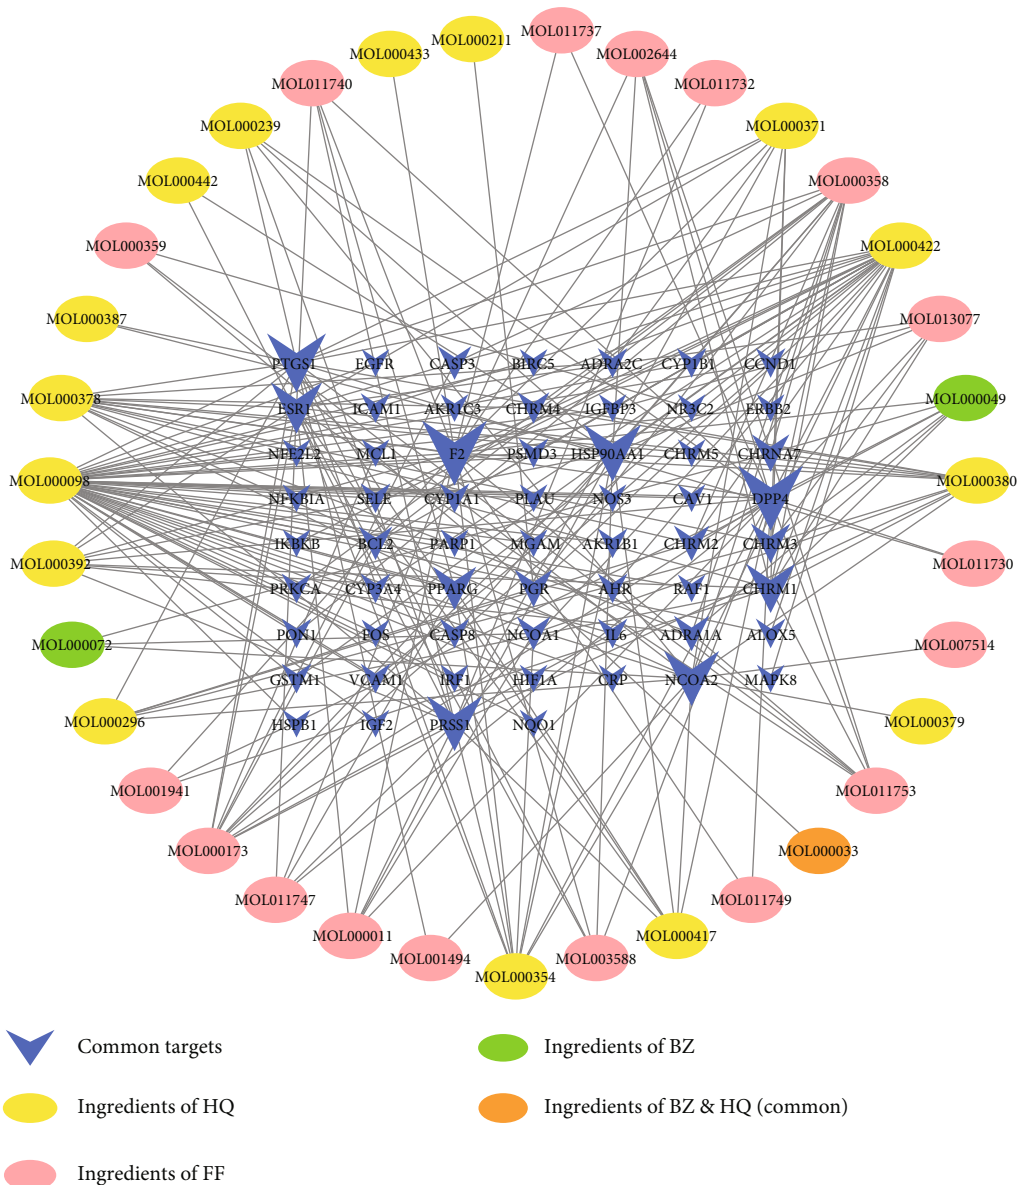 MOL011737
MOL000211
MOL002644
MOL000433
MOL011740
MOL011732
MOL000239
MOL000371
MOL000442
MOL000358
MOL000359
MOL000422
MOL000387
MOL013077
PTGS1 EGFR CASP3 BIRC5 ADRA2C CYP1B1 CCND1
MOL000378
MOL000049
ESR1 ICAM1 AKR1C3 CHRM4 IGFBP3 NR3C2 ERBB2
NFE2L2 MCL1 F2 PSMD3 HSP90AA1 CHRM5 CHRNA7
MOL000098
MOL000380
NFKBIA SELE CYP1A1 PLAU NOS3 CAV1 DPP4
IKBKB BCL2 PARP1 MGAM AKR1B1 CHRM2 CHRM3
MOL000392
MOL011730
PRKCA CYP3A4 PPARG PGR AHR RAF1 CHRM1
PON1 FOS CASP8 NCOA1 IL6 ADRA1A ALOX5
MOL000072
MOL007514
GSTM1 VCAM1 IRF1 HIF1A CRP NCOA2 MAPK8
MOL000296
MOL000379
HSPB1 IGF2 PRSS1 NQO1
MOL001941
MOL011753
MOL000173
MOL000033
MOL011747
MOL011749
MOL000011
MOL000417
MOL001494
MOL003588
MOL000354
Common targets
Ingredients of BZ
Ingredients of HQ
Ingredients of BZ & HQ (common)
Ingredients of FF